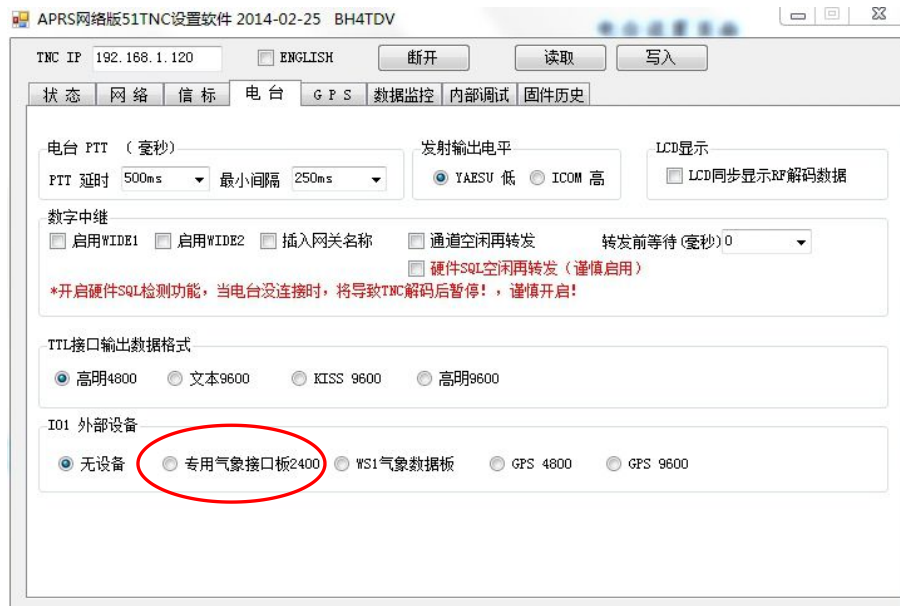 APRS网络版51TNC设置软件 2014-02-25 BH4TDV
TNC IP 192.168.1.120 ENGLISH 断开 读取 写入
状态 网络 信标 电台 GPS 数据监控 内部调试 固件历史
电台 PTT (毫秒) 发射输出电平 LCD显示
PTT 延时 500ms 最小间隔 250ms YAESU 低 ICOM 高 LCD同步显示RF解码数据
数字中继
启用WIDE1 启用WIDE2 插入网关名称 通道空闲再转发 转发前等待(毫秒) 0
硬件SQL空闲再转发(谨慎启用)
*开启硬件SQL检测功能，当电台没连接时，将导致TNC解码后暂停！，谨慎开启！
TTL接口输出数据格式
高明4800 文本9600 KISS 9600 高明9600
IO1 外部设备
无设备 专用气象接口板2400 WS1气象数据板 GPS 4800 GPS 9600